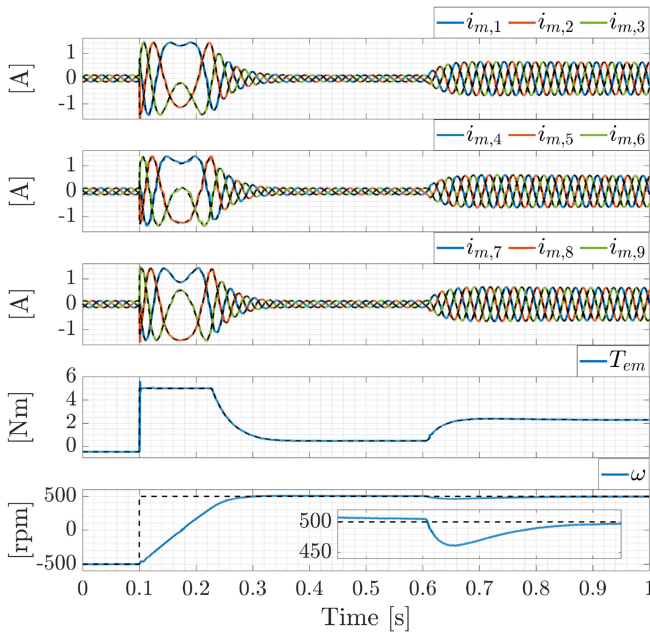 i_{m,1} i_{m,2} i_{m,3}
[A]
1
0
-1
i_{m,4} i_{m,5} i_{m,6}
[A]
1
0
-1
i_{m,7} i_{m,8} i_{m,9}
[A]
1
0
-1
T_{em}
[Nm]
6
4
2
0
ω
[rpm]
500
0
-500
500
450
0 0.1 0.2 0.3 0.4 0.5 0.6 0.7 0.8 0.9 1
Time [s]